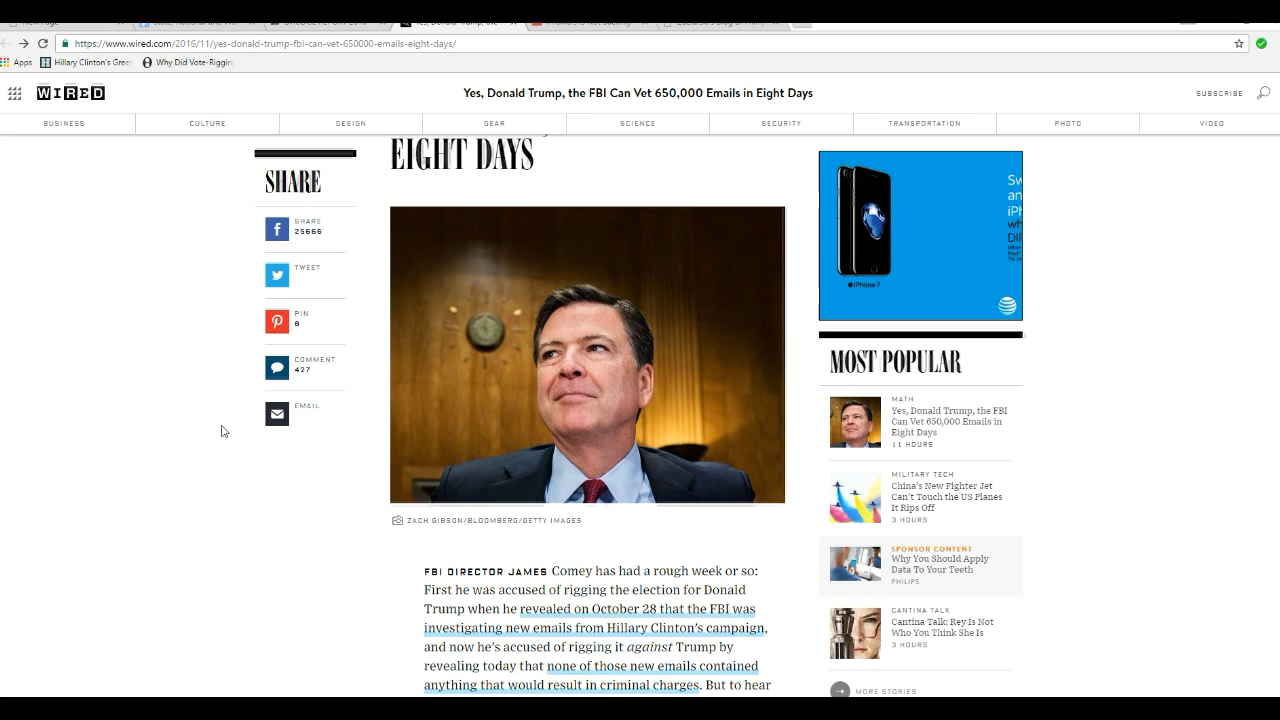 https://www.wired.com/2016/11/yes-donald-trump-fbi-can-vet-650000-emails-eight-days/
Apps
Hillary Clinton's Gree
Why Did Vote-Rigging
WIRED
Yes, Donald Trump, the FBI Can Vet 650,000 Emails in Eight Days
SUBSCRIBE
BUSINESS
CULTURE
DESIGN
GEAR
SCIENCE
SECURITY
TRANSPORTATION
PHOTO
VIDEO
EIGHT DAYS
SHARE
SHARE
25666
TWEET
PIN
8
COMMENT
427
EMAIL
ZACH GIBSON/BLOOMBERG/GETTY IMAGES
FBI DIRECTOR JAMES Comey has had a rough week or so:
First he was accused of rigging the election for Donald
Trump when he revealed on October 28 that the FBI was
investigating new emails from Hillary Clinton's campaign,
and now he's accused of rigging it against Trump by
revealing today that none of those new emails contained
anything that would result in criminal charges. But to hear
Sw
an
iPh
wh
DIR
iPhone 7
MOST POPULAR
MATH
Yes, Donald Trump, the FBI
Can Vet 650,000 Emails in
Eight Days
11 HOURS
MILITARY TECH
China's New Fighter Jet
Can't Touch the US Planes
It Rips Off
3 HOURS
SPONSOR CONTENT
Why You Should Apply
Data To Your Teeth
PHILIPS
CANTINA TALK
Cantina Talk: Rey Is Not
Who You Think She Is
3 HOURS
MORE STORIES